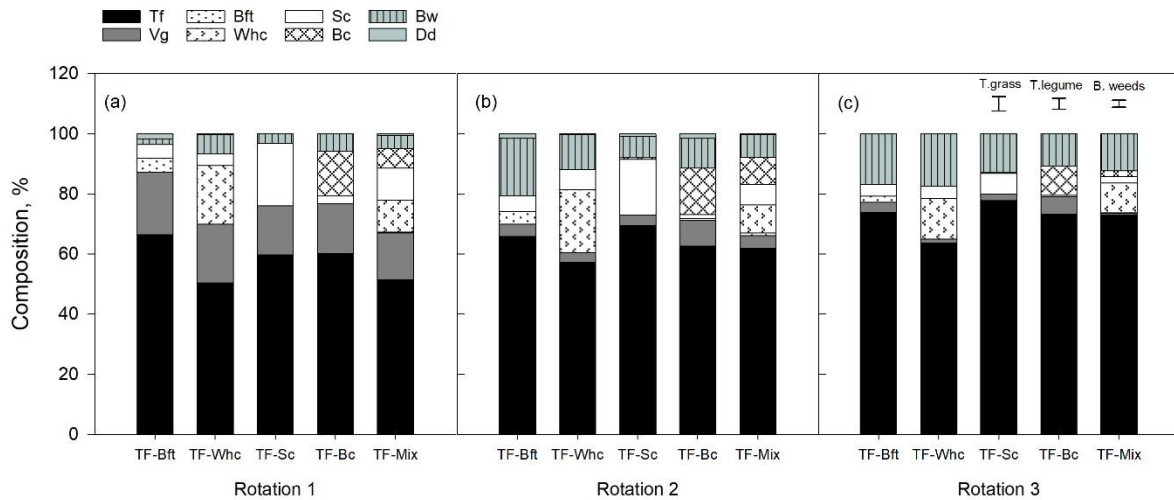 Tf Bft Sc Bw
Vg Whc Bc Dd
Composition, %
120
100
80
60
40
20
0
(a)
(b)
(c)
T.grass T.legume B. weeds
TF-Bft TF-Whc TF-Sc TF-Bc TF-Mix
TF-Bft TF-Whc TF-Sc TF-Bc TF-Mix
TF-Bft TF-Whc TF-Sc TF-Bc TF-Mix
Rotation 1
Rotation 2
Rotation 3